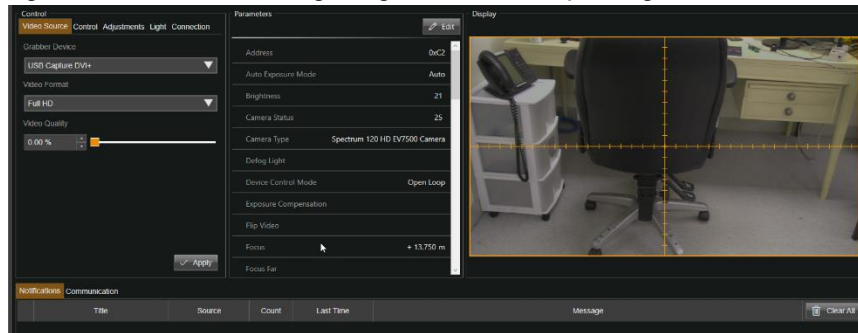 Control
Video Source Control Adjustments Light Connection
Grabber Device
USB Capture DVI+
Video Format
Full HD
Video Quality
0.00 %
Apply
Parameters
Edit
Address 0xC2
Auto Exposure Mode Auto
Brightness 21
Camera Status 25
Camera Type Spectrum 120 HD EV7500 Camera
Defog Light
Device Control Mode Open Loop
Exposure Compensation
Flip Video
Focus + 13.750 m
Focus Far
Display
Notifications Communication
Title Source Count Last Time Message Clear All